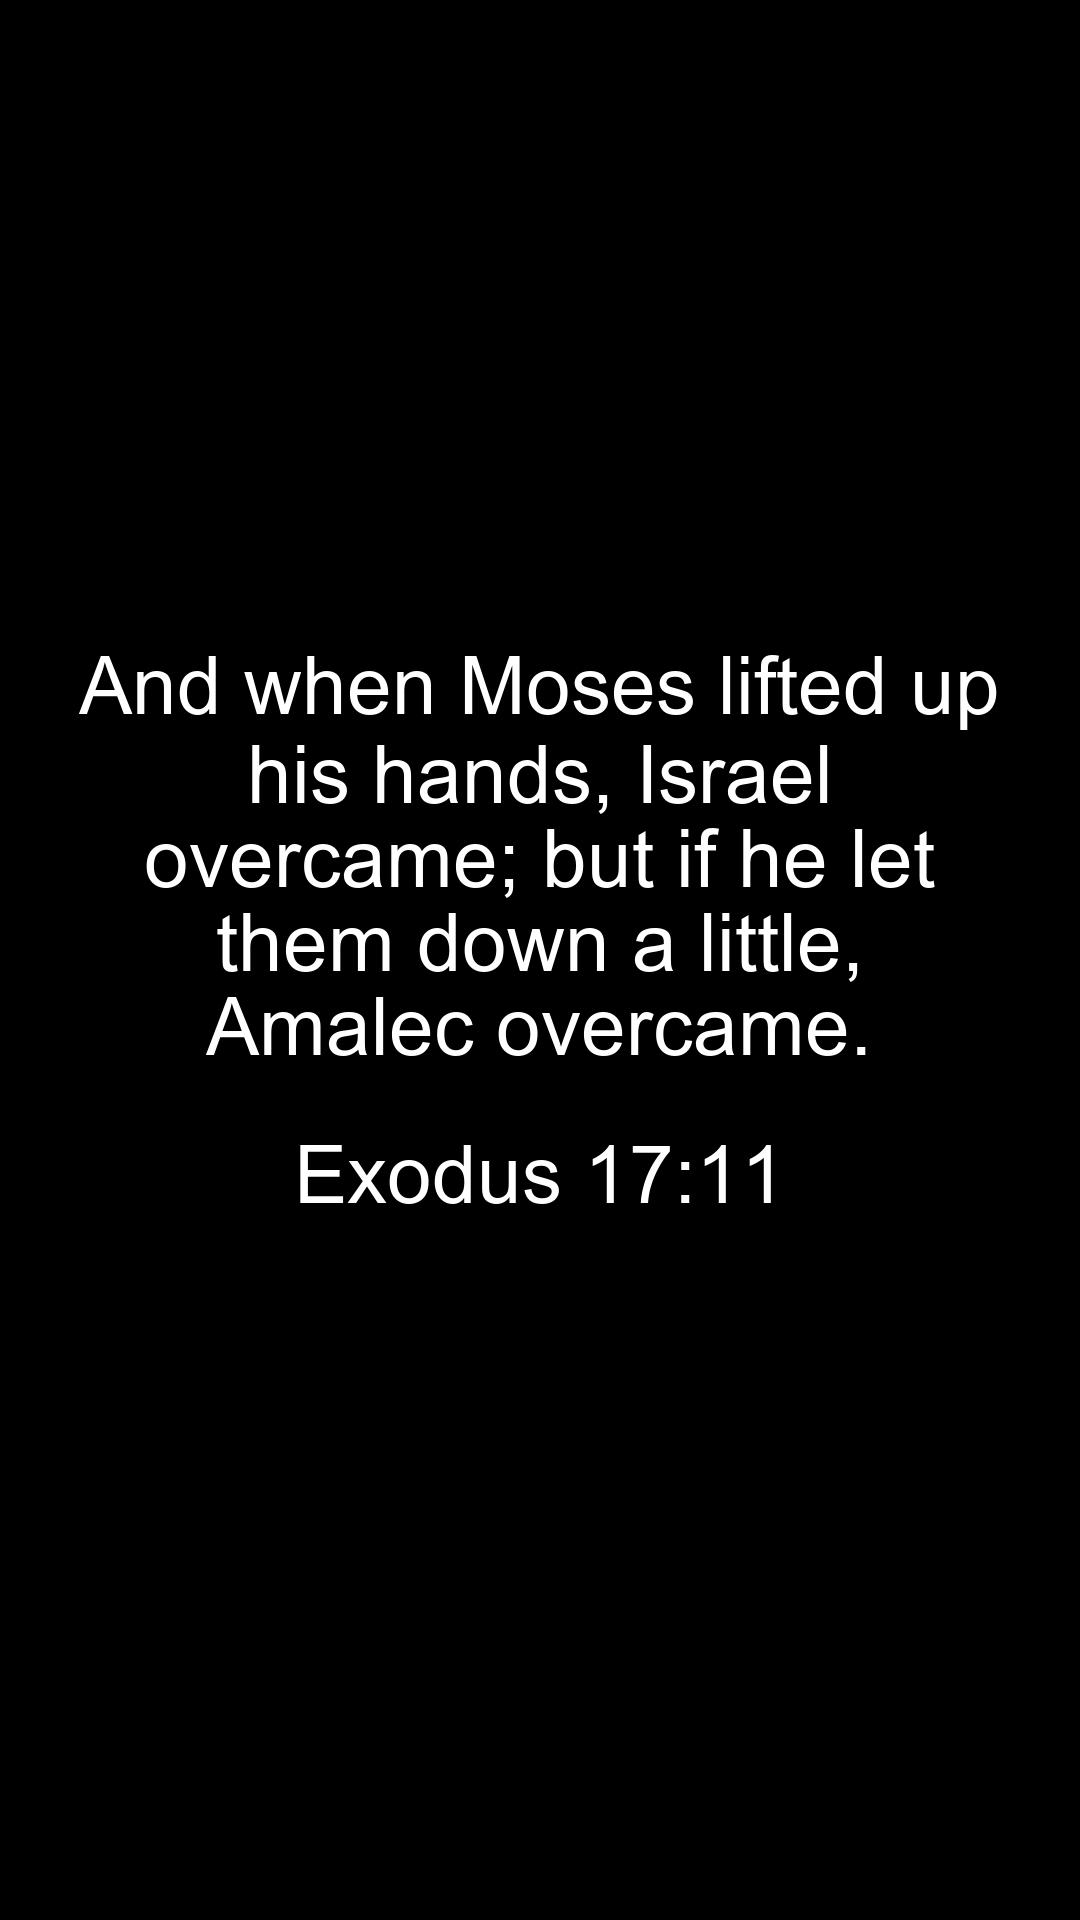 And when Moses lifted up
his hands, Israel
overcame; but if he let
them down a little,
Amalec overcame.
Exodus 17:11